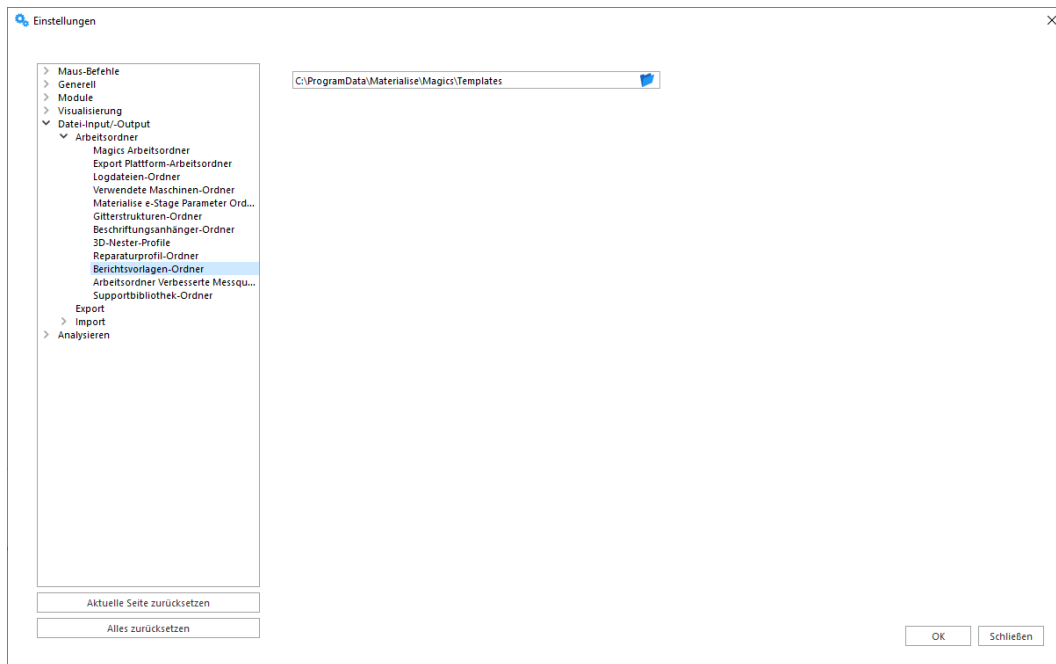 Einstellungen
Maus-Befehle
Generell
Module
Visualisierung
Datei-Input/-Output
Arbeitsordner
Magics Arbeitsordner
Export Plattform-Arbeitsordner
Logdateien-Ordner
Verwendete Maschinen-Ordner
Materialise e-Stage Parameter Ord...
Gitterstrukturen-Ordner
Beschriftungsanhänger-Ordner
3D-Nester-Profile
Reparaturprofil-Ordner
Berichtsvorlagen-Ordner
Arbeitsordner Verbesserte Messqu...
Supportbibliothek-Ordner
Export
Import
Analysieren
Aktuelle Seite zurücksetzen
Alles zurücksetzen
C:\ProgramData\Materialise\Magics\Templates
OK
Schließen